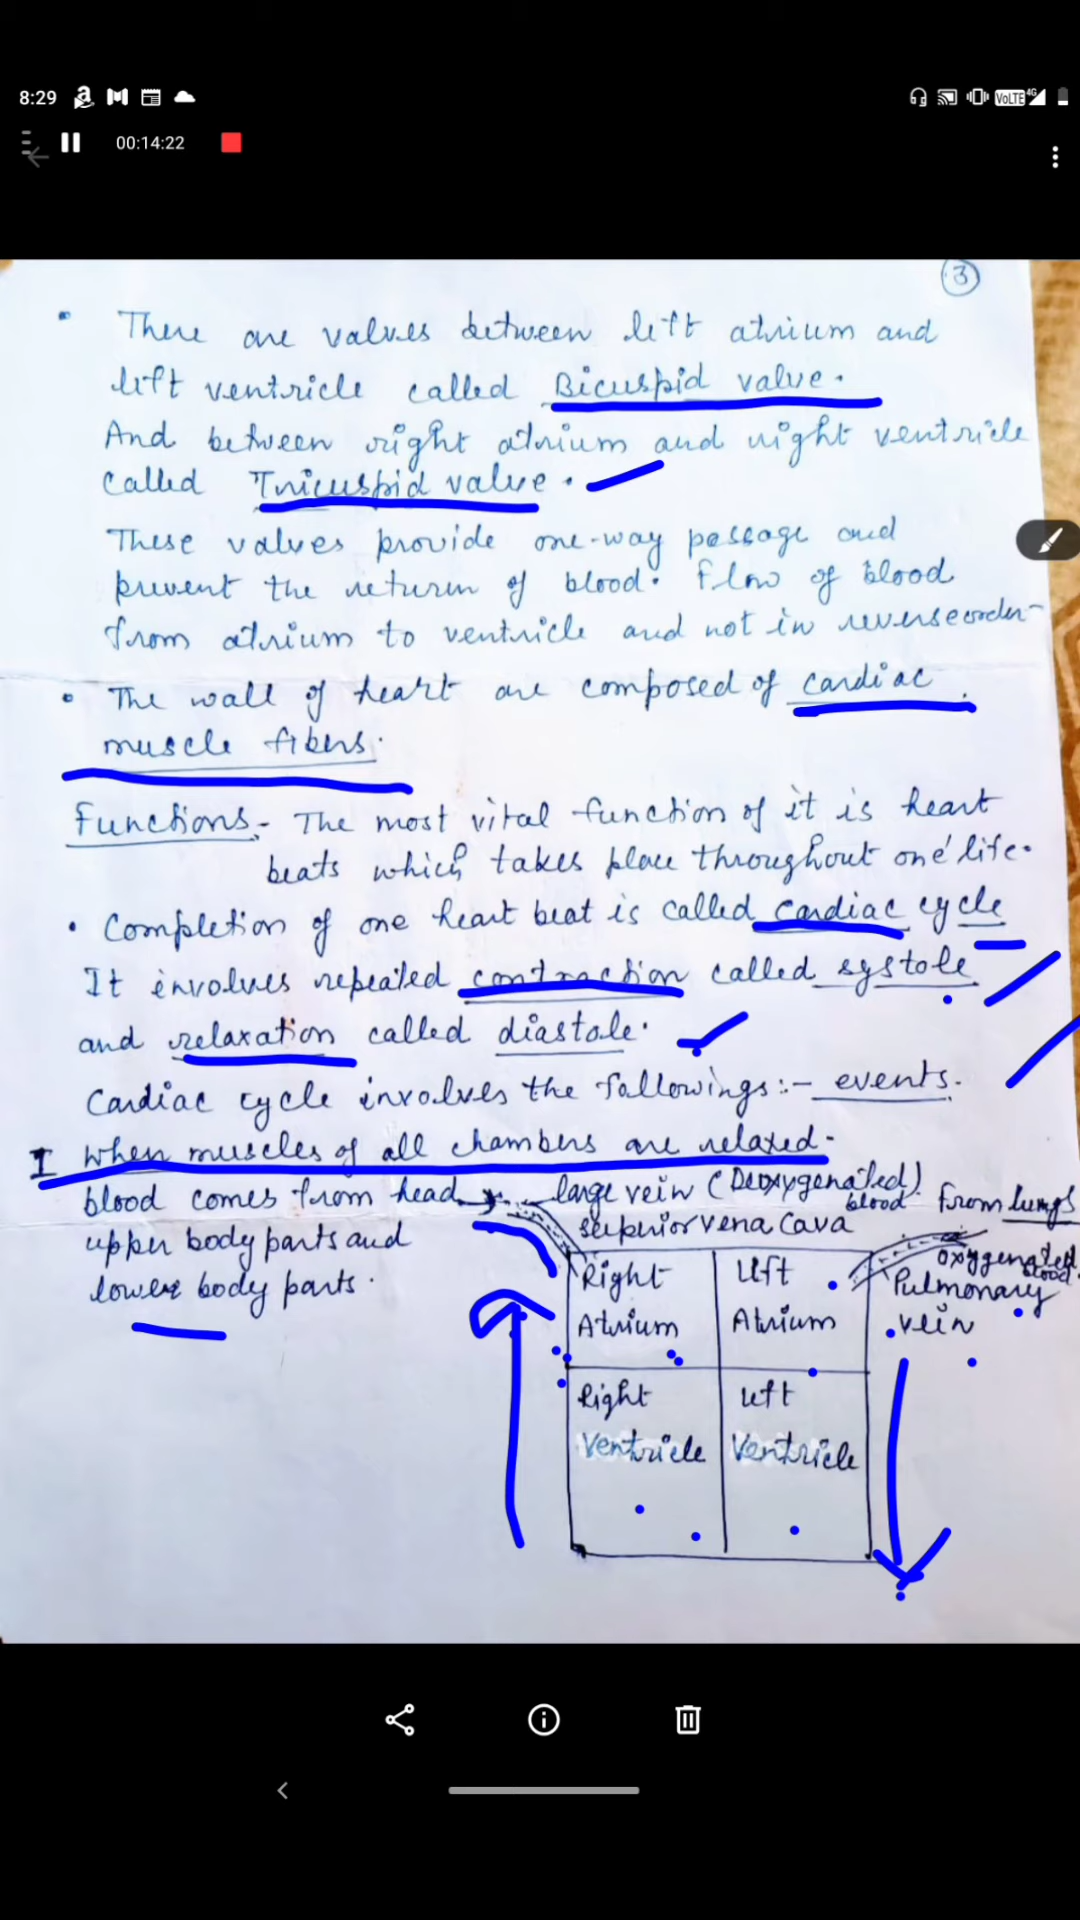 8:29
VoLTE 4G
00:14:22
3
• There are valves between left atrium and
left ventricle called Bicuspid valve.
And between right atrium and right ventricle
called Tricuspid valve.
These valves provide one-way passage and
prevent the return of blood. Flow of blood
from atrium to ventricle and not in reverse order-
• The wall of heart are composed of cardiac
muscle fibers.
Functions:- The most vital function of it is heart
beats which takes place throughout one' life.
• Completion of one heart beat is called cardiac cycle
It involves repeated contraction called systole
and relaxation called diastole.
Cardiac cycle involves the followings:- events.
I when muscles of all chambers are relaxed-
blood comes from head → large vein (Deoxygenated) blood
upper body parts and superior vena cava
lower body parts.
From lungs
oxygenated blood.
Pulmonary
vein
Right Atrium
Left Atrium
Right Ventricle
Left Ventricle